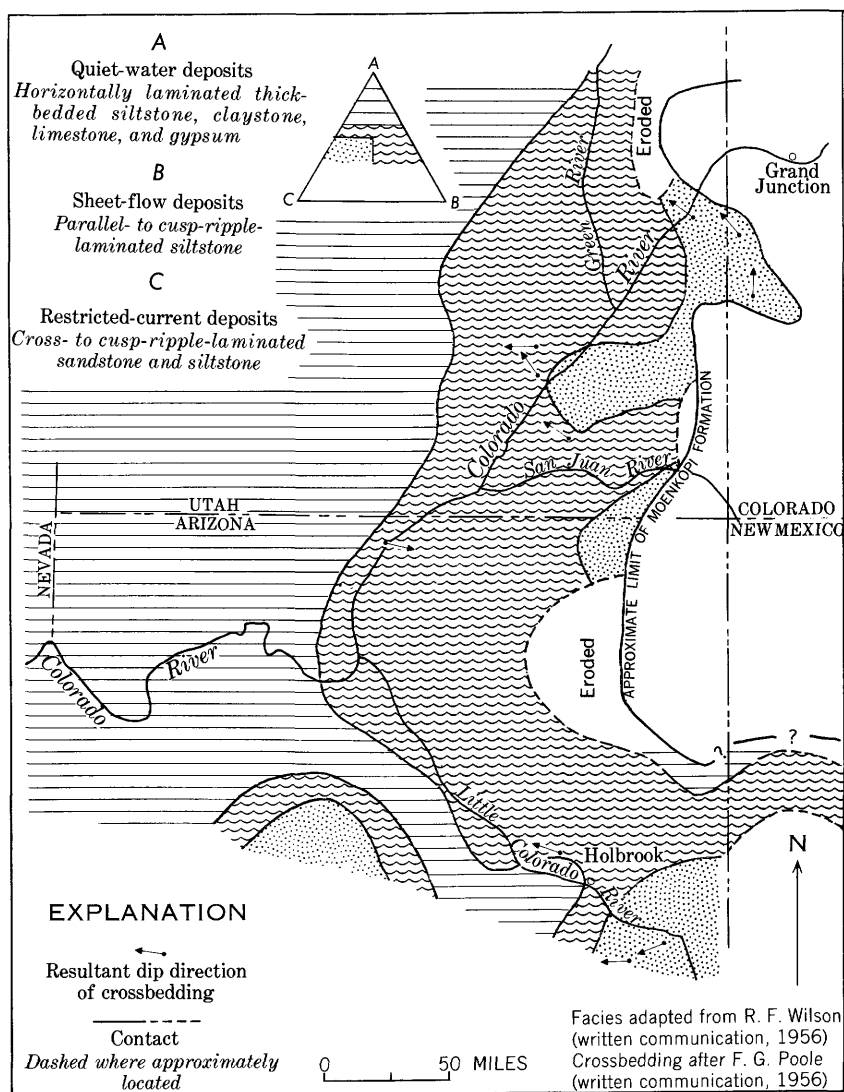 A
Quiet-water deposits
Horizontally laminated thick-
bedded siltstone, claystone,
limestone, and gypsum
B
Sheet-flow deposits
Parallel- to cusp-ripple-
laminated siltstone
C
Restricted-current deposits
Cross- to cusp-ripple-laminated
sandstone and siltstone
A
C
B
Eroded
Grand
Junction
Green
River
River
Colorado
San Juan River
APPROXIMATE LIMIT OF MOENKOPI FORMATION
UTAH
ARIZONA
COLORADO
NEW MEXICO
NEVADA
Colorado
River
Eroded
?
?
Little
Colorado
River
Holbrook
N
EXPLANATION
Resultant dip direction
of crossbedding
Contact
Dashed where approximately
located
0 50 MILES
Facies adapted from R. F. Wilson
(written communication, 1956)
Crossbedding after F. G. Poole
(written communication, 1956)